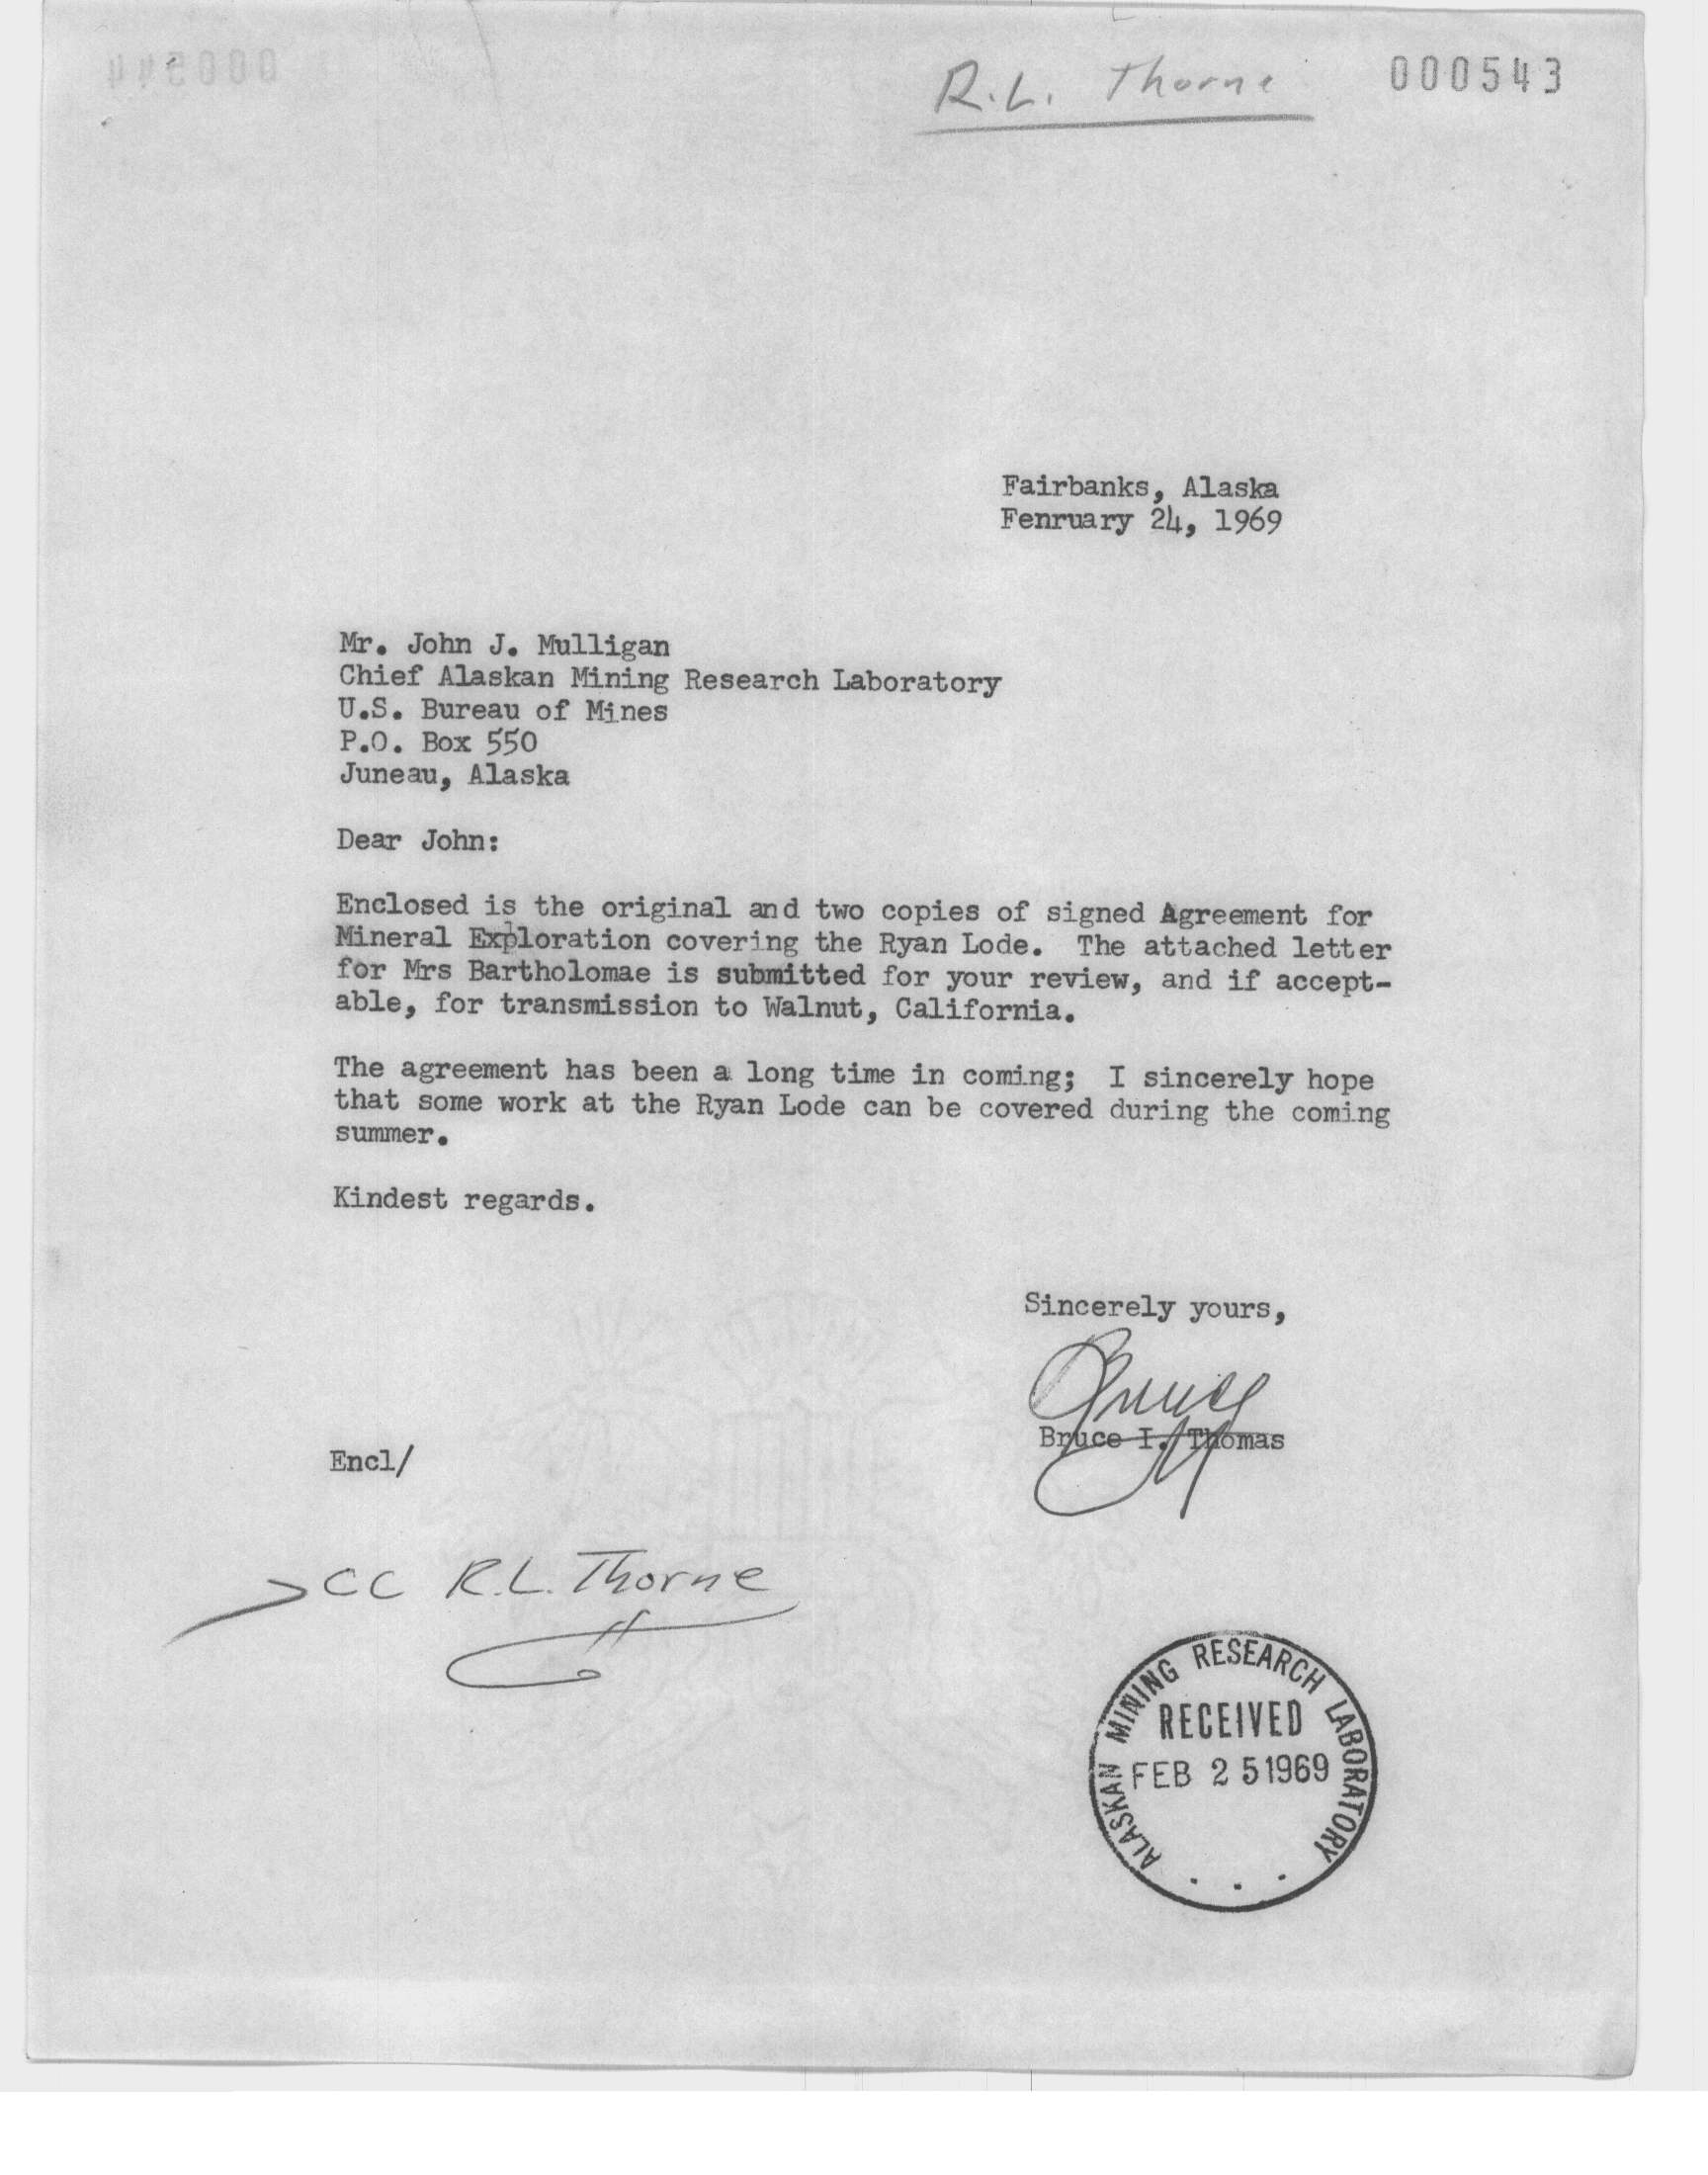 R.L. Thorne
000543
Fairbanks, Alaska
Fenruary 24, 1969
Mr. John J. Mulligan
Chief Alaskan Mining Research Laboratory
U.S. Bureau of Mines
P.O. Box 550
Juneau, Alaska
Dear John:
Enclosed is the original and two copies of signed Agreement for
Mineral Exploration covering the Ryan Lode.  The attached letter
for Mrs Bartholomae is submitted for your review, and if accept-
able, for transmission to Walnut, California.
The agreement has been a long time in coming;  I sincerely hope
that some work at the Ryan Lode can be covered during the coming
summer.
Kindest regards.
Sincerely yours,
Bruce
Bruce I. Thomas
Encl/
cc R.L. Thorne
ALASKAN MINING RESEARCH LABORATORY
RECEIVED
FEB 25 1969